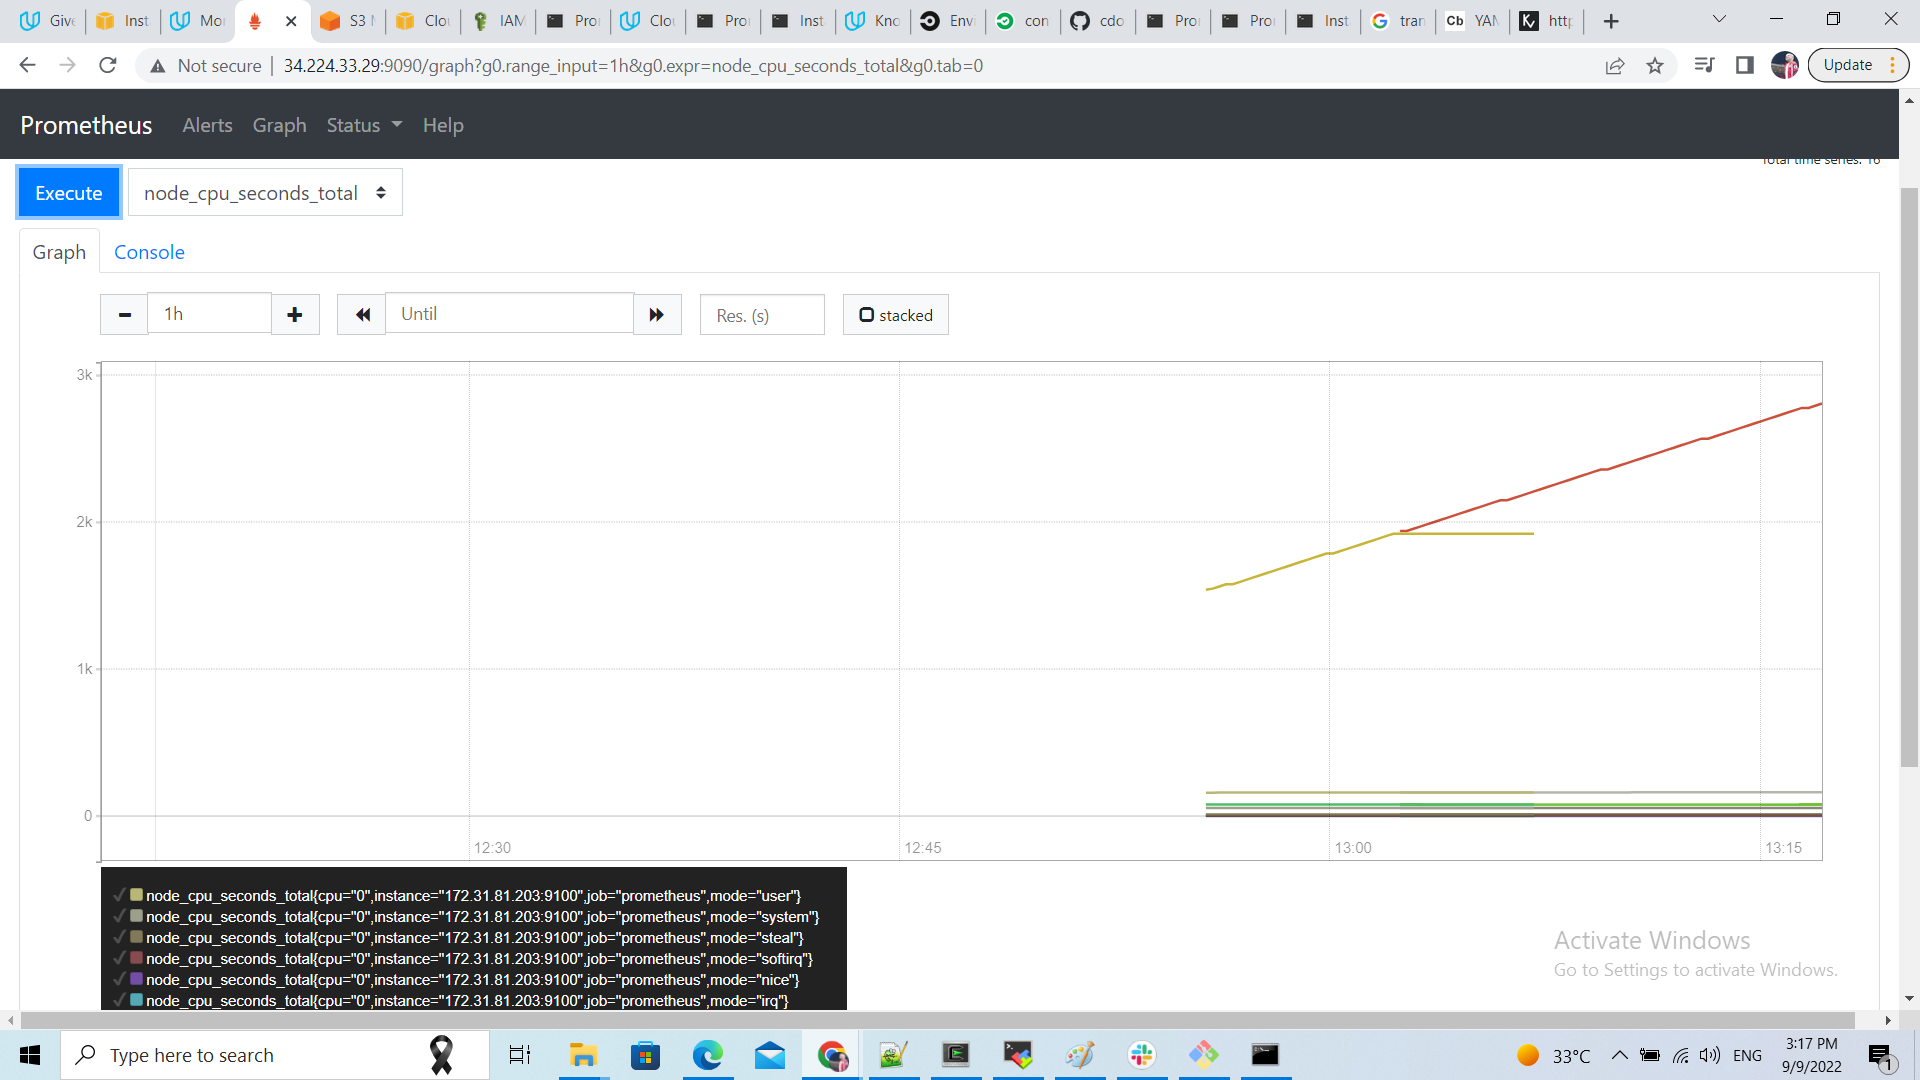 Give
Inst
Mo
S3 M
Clou
IAM
Pro
Clou
Pro
Inst
Kno
Env
con
cdo
Pro
Pro
Inst
tran
Cb YAM
Kv http
Not secure 34.224.33.29:9090/graph?g0.range_input=1h&g0.expr=node_cpu_seconds_total&g0.tab=0
Update
Prometheus Alerts Graph Status Help
Total time series: 16
Execute node_cpu_seconds_total
Graph Console
1h Until Res. (s) stacked
3k
2k
1k
0
12:30 12:45 13:00 13:15
node_cpu_seconds_total{cpu="0",instance="172.31.81.203:9100",job="prometheus",mode="user"}
node_cpu_seconds_total{cpu="0",instance="172.31.81.203:9100",job="prometheus",mode="system"}
node_cpu_seconds_total{cpu="0",instance="172.31.81.203:9100",job="prometheus",mode="steal"}
node_cpu_seconds_total{cpu="0",instance="172.31.81.203:9100",job="prometheus",mode="softirq"}
node_cpu_seconds_total{cpu="0",instance="172.31.81.203:9100",job="prometheus",mode="nice"}
node_cpu_seconds_total{cpu="0",instance="172.31.81.203:9100",job="prometheus",mode="irq"}
Activate Windows
Go to Settings to activate Windows.
Type here to search
33°C
ENG
3:17 PM
9/9/2022
1